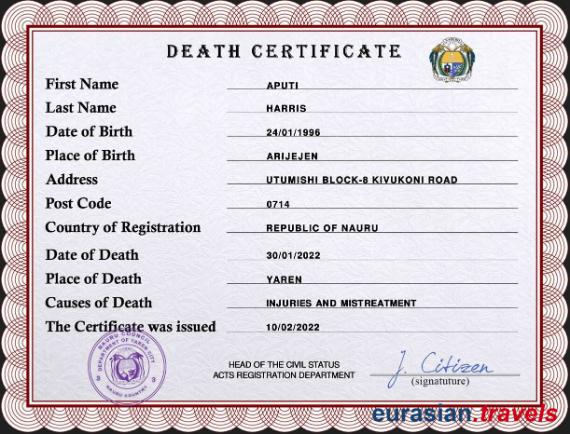 DEATH CERTIFICATE
First Name APUTI
Last Name HARRIS
Date of Birth 24/01/1996
Place of Birth ARIJEJEN
Address UTUMISHI BLOCK-8 KIVUKONI ROAD
Post Code 0714
Country of Registration REPUBLIC OF NAURU
Date of Death 30/01/2022
Place of Death YAREN
Causes of Death INJURIES AND MISTREATMENT
The Certificate was issued 10/02/2022
NAURU COUNCIL
DEPARTMENT OF YAREN CITY
NAURU COUNTRY
HEAD OF THE CIVIL STATUS
ACTS REGISTRATION DEPARTMENT
J. Citizen
(signatuture)
eurasian.travels